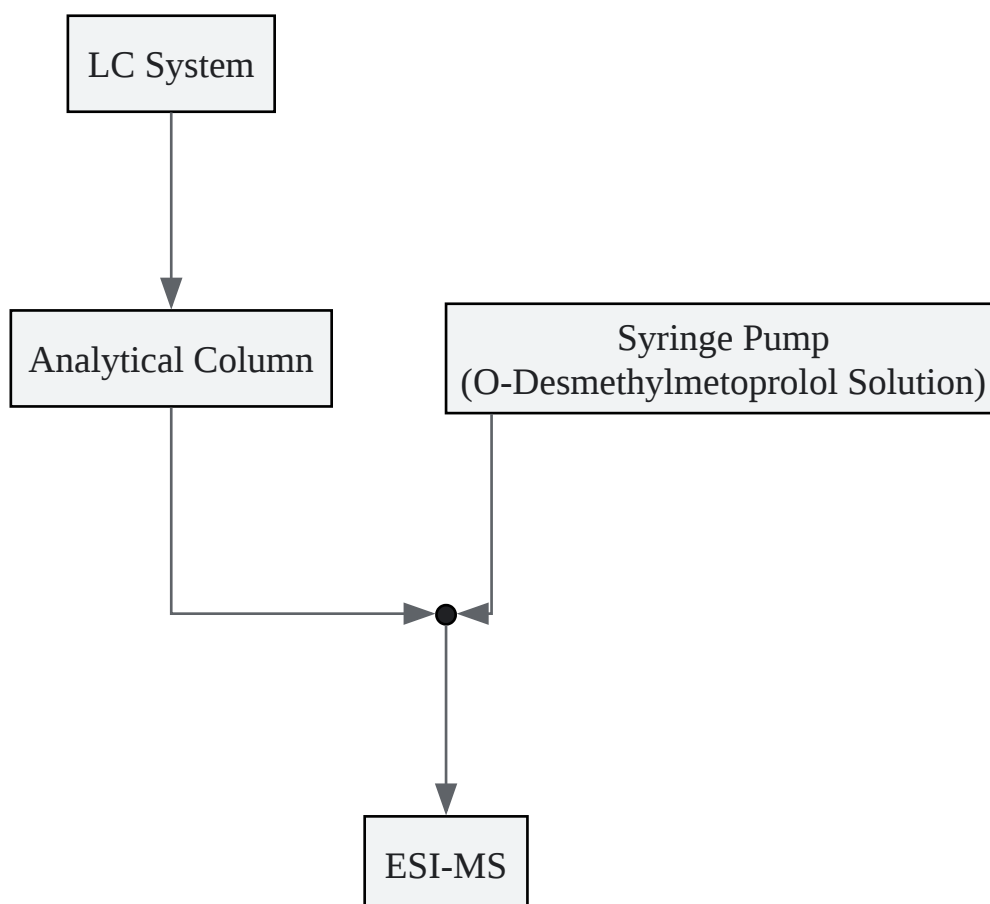 LC System
Analytical Column
Syringe Pump
(O-Desmethylmetoprolol Solution)
ESI-MS